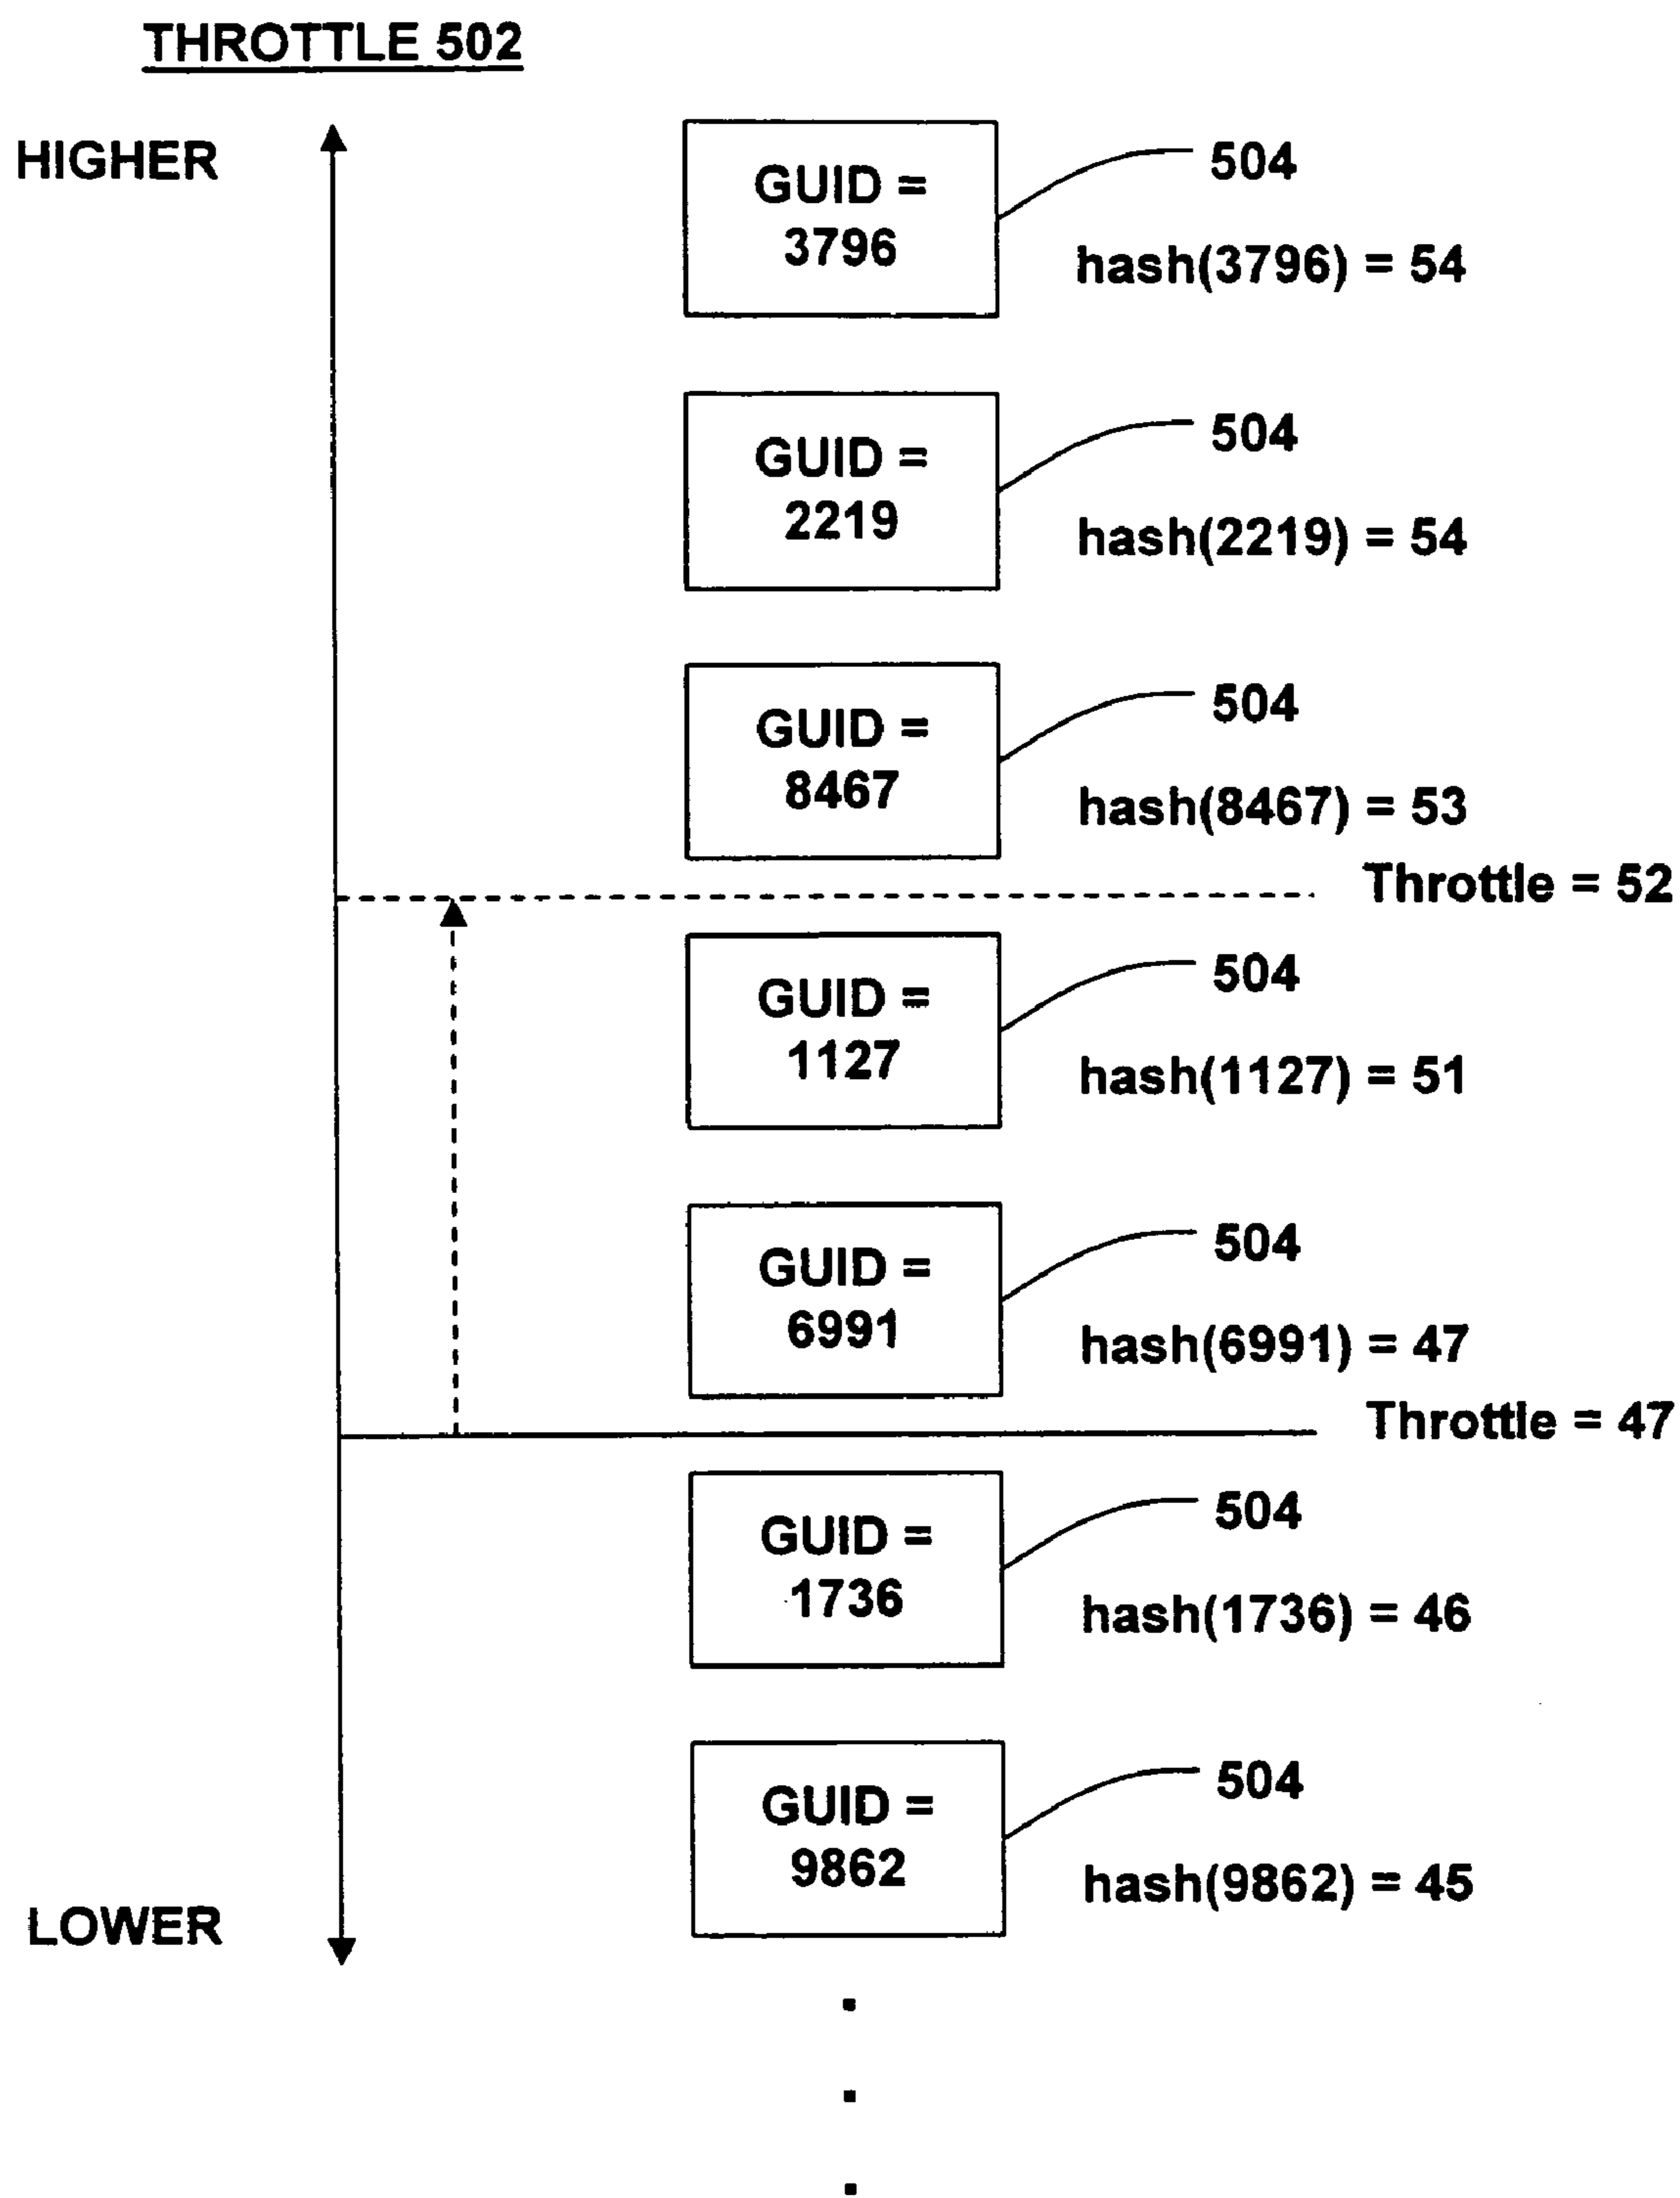 THROTTLE 502
HIGHER
GUID =
3796
504
hash(3796) = 54
GUID =
2219
504
hash(2219) = 54
GUID =
8467
504
hash(8467) = 53
Throttle = 52
GUID =
1127
504
hash(1127) = 51
GUID =
6991
504
hash(6991) = 47
Throttle = 47
GUID =
1736
504
hash(1736) = 46
GUID =
9862
504
hash(9862) = 45
LOWER